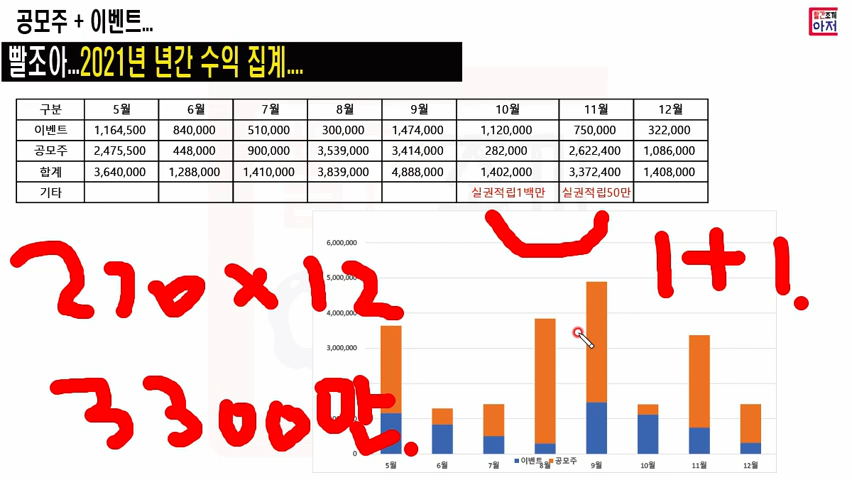 공모주 + 이벤트...
빨간조끼
아저
빨조아...2021년 년간 수익 집계....
구분 5월 6월 7월 8월 9월 10월 11월 12월
이벤트 1,164,500 840,000 510,000 300,000 1,474,000 1,120,000 750,000 322,000
공모주 2,475,500 448,000 900,000 3,539,000 3,414,000 282,000 2,622,400 1,086,000
합계 3,640,000 1,288,000 1,410,000 3,839,000 4,888,000 1,402,000 3,372,400 1,408,000
기타 실권적립1백만 실권적립50만
270x12
1+1.
3300만.
6,000,000
5,000,000
4,000,000
3,000,000
0
5월 6월 7월 8월 9월 10월 11월 12월
이벤트 공모주